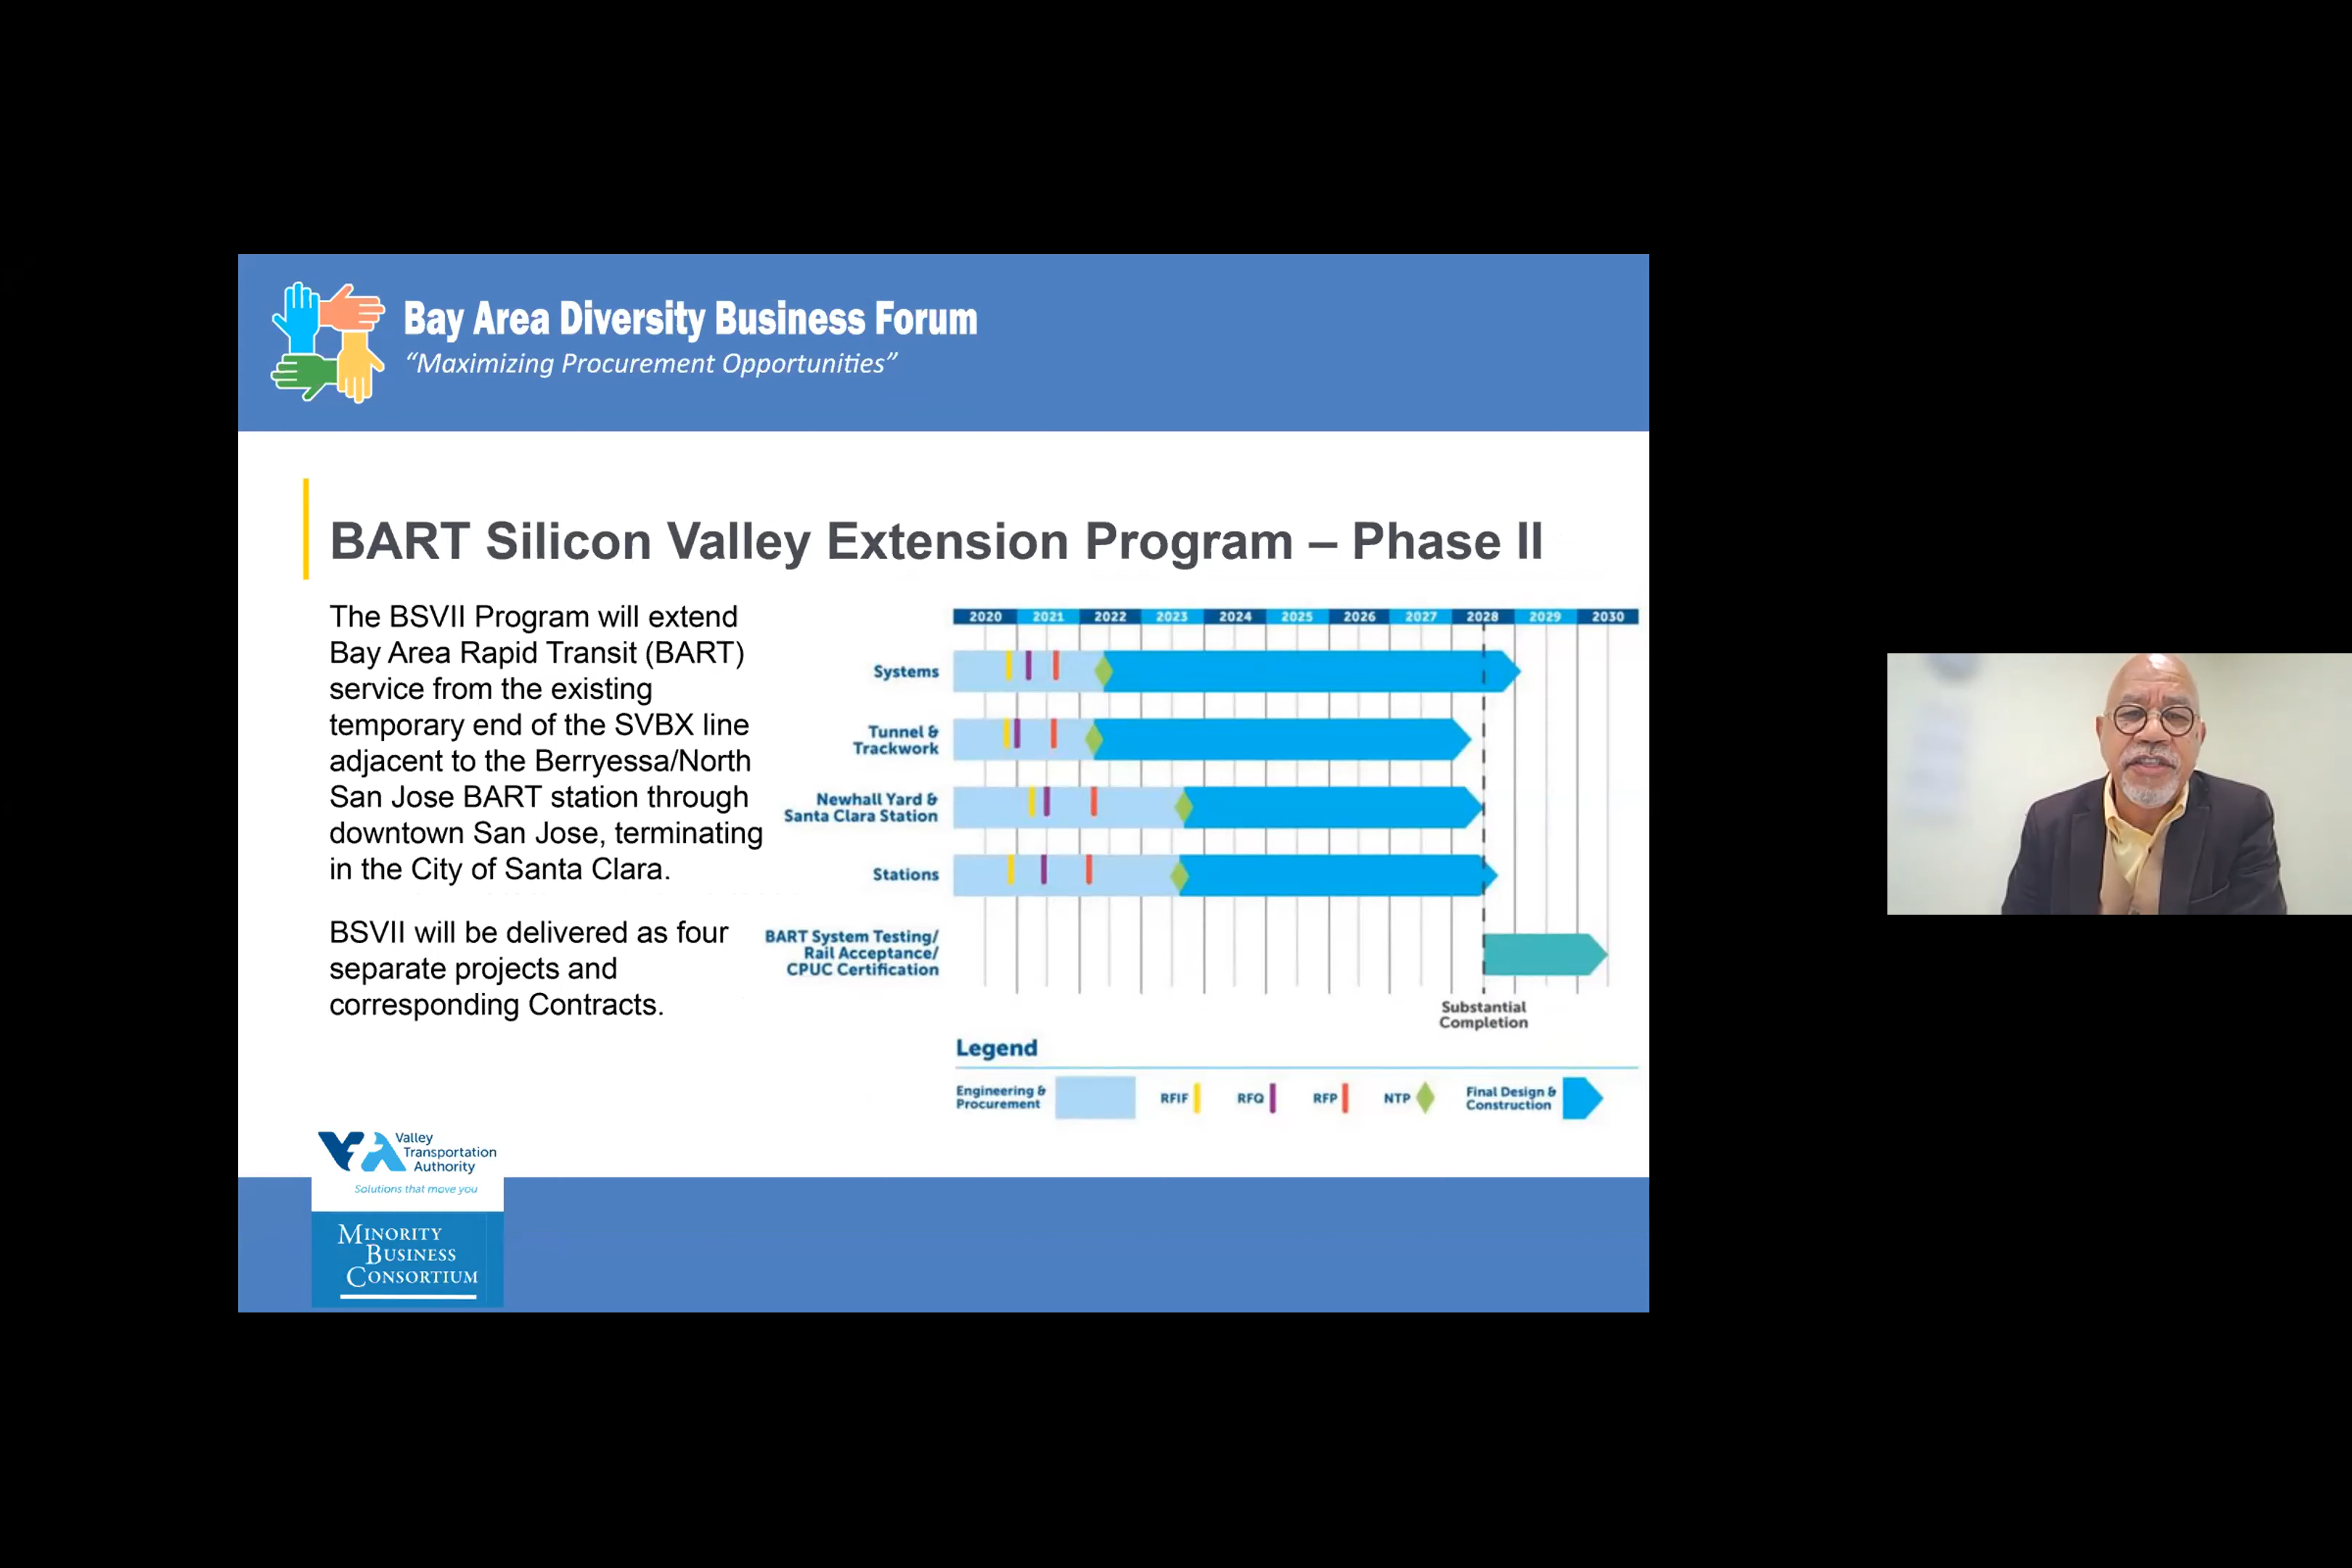 Bay Area Diversity Business Forum
“Maximizing Procurement Opportunities”
BART Silicon Valley Extension Program – Phase II
The BSVII Program will extend
Bay Area Rapid Transit (BART)
service from the existing
temporary end of the SVBX line
adjacent to the Berryessa/North
San Jose BART station through
downtown San Jose, terminating
in the City of Santa Clara.
BSVII will be delivered as four
separate projects and
corresponding Contracts.
2020 2021 2022 2023 2024 2025 2026 2027 2028 2029 2030
Systems
Tunnel &
Trackwork
Newhall Yard &
Santa Clara Station
Stations
BART System Testing/
Rail Acceptance/
CPUC Certification
Substantial
Completion
Legend
Engineering &
Procurement
RFIF
RFQ
RFP
NTP
Final Design &
Construction
VTA
Valley
Transportation
Authority
Solutions that move you
MINORITY
BUSINESS
CONSORTIUM